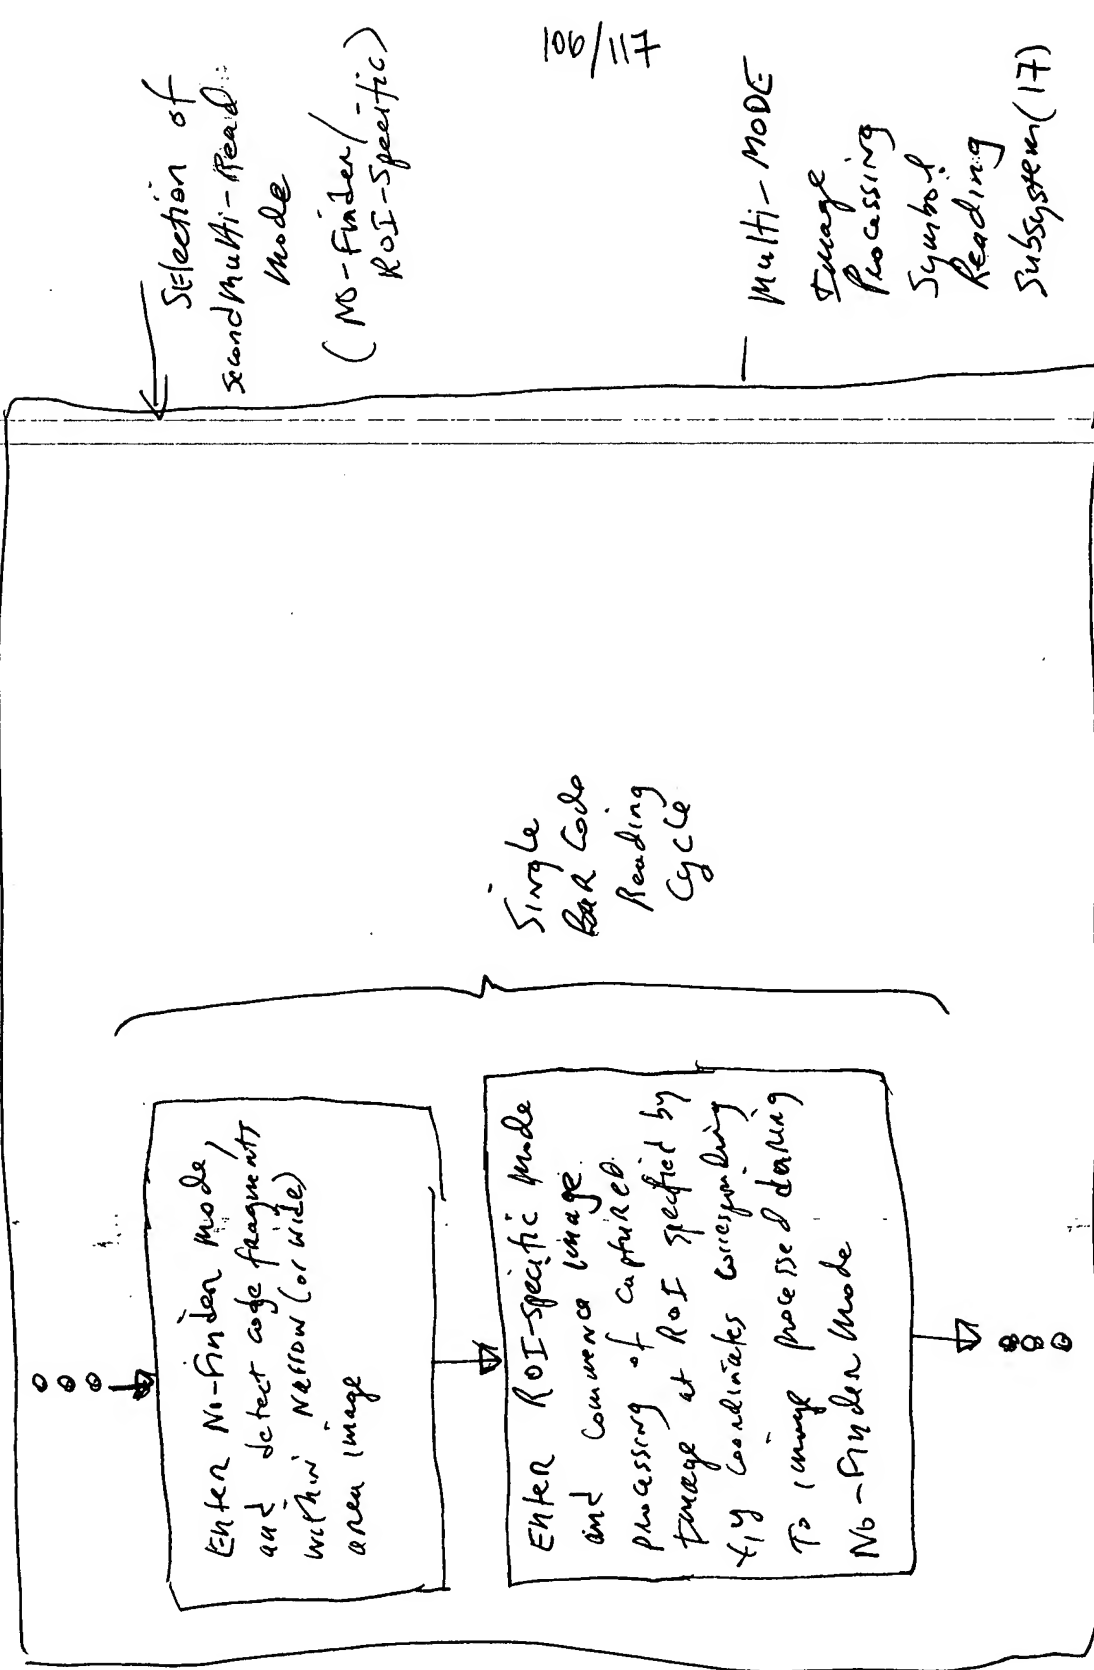 106/117
Selection of
second Multi-Read
Mode
(No-Finder/
ROI-Specific)
Multi-MODE
Image
Processing
Symbol
Reading
Subsystem (17)
Enter No-Finder Mode,
and detect code fragments
within Narrow (or wide)
area image
Single
Bar Code
Reading
Cycle
Enter ROI-specific Mode
and commence image
processing of captured
Image at ROI specified by
x,y coordinates corresponding
To image processed during
No-Finder Mode